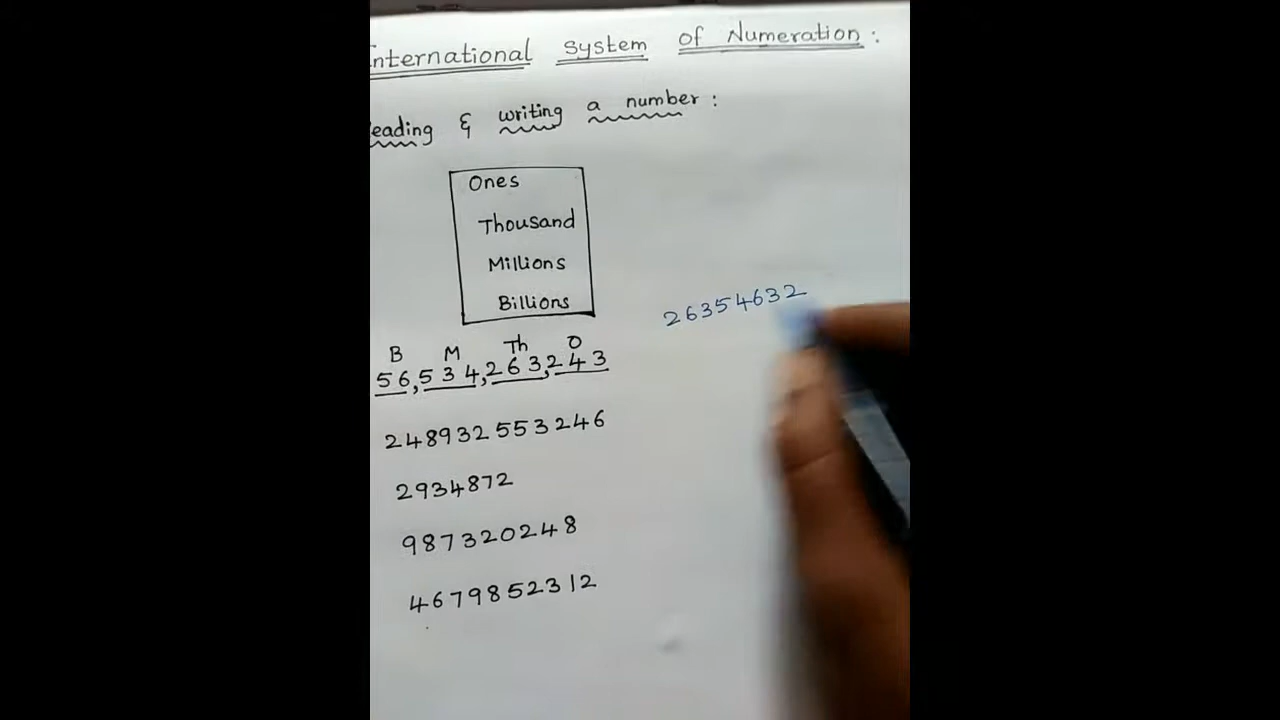 International System of Numeration :
Reading & writing a number :
Ones
Thousand
Millions
Billions
26354632
B M Th O
56,534,263,243
248932553246
2934872
987320248
4679852312